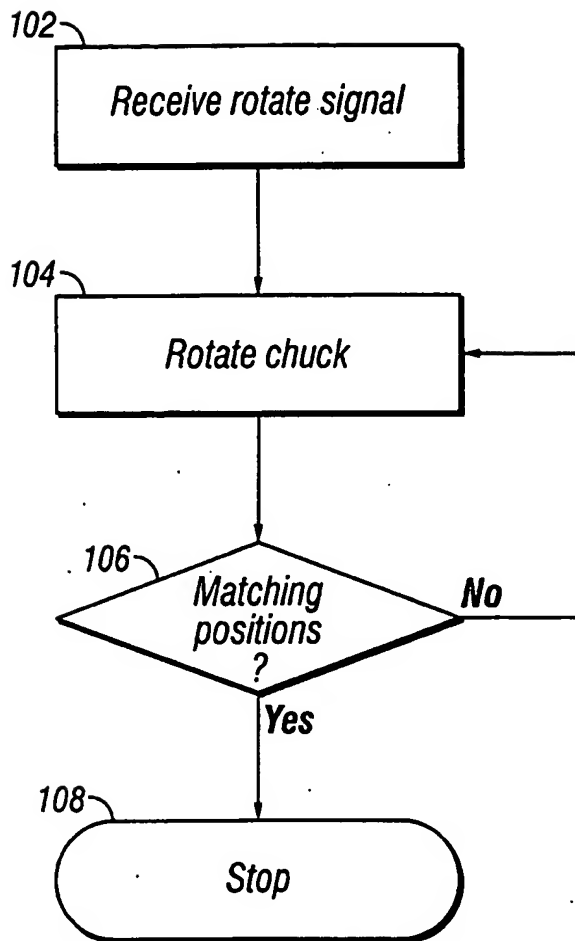 102
Receive rotate signal
104
Rotate chuck
106
Matching
positions
?
No
Yes
108
Stop